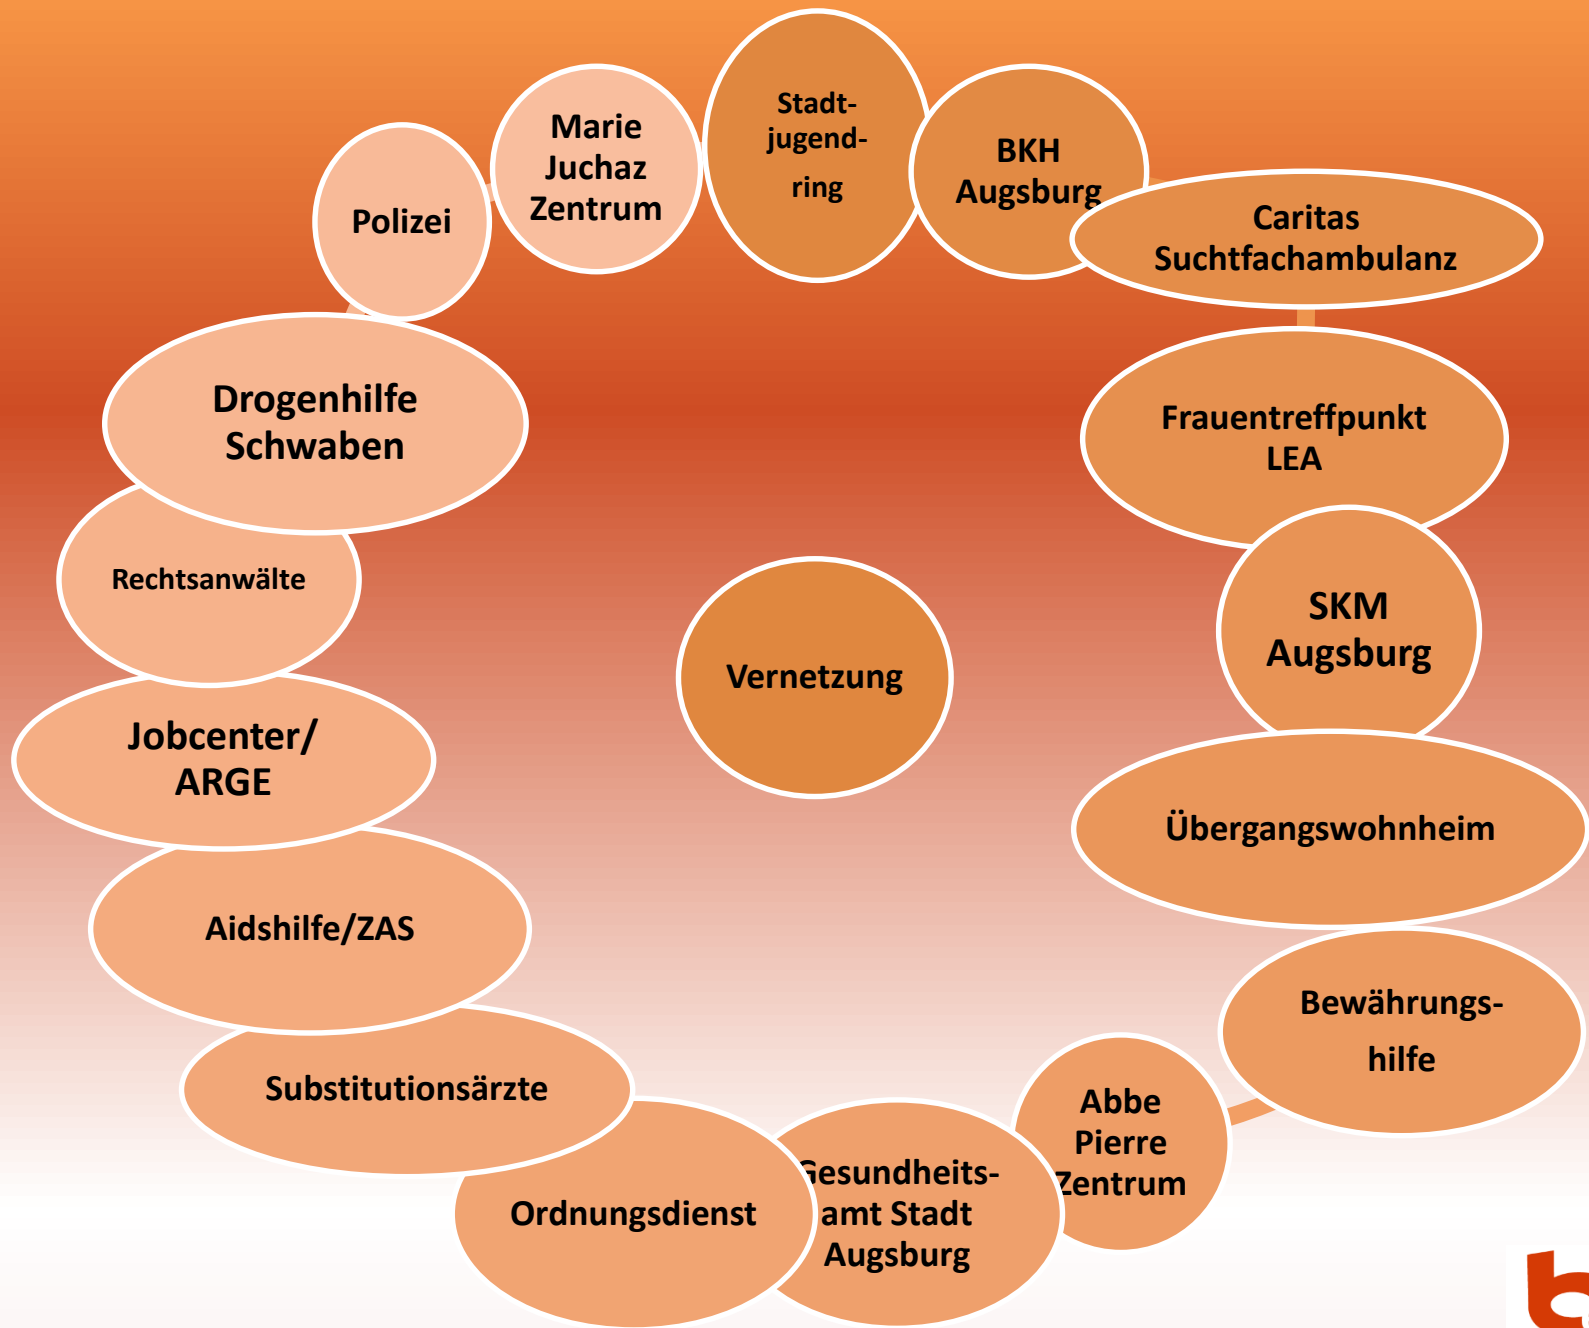 Stadt-
jugend-
ring
BKH
Augsburg
Caritas
Suchtfachambulanz
Frauentreffpunkt
LEA
SKM
Augsburg
Übergangswohnheim
Bewährungs-
hilfe
Abbe
Pierre
Zentrum
Gesundheits-
amt Stadt
Augsburg
Ordnungsdienst
Substitutionsärzte
Aidshilfe/ZAS
Jobcenter/
ARGE
Rechtsanwälte
Drogenhilfe
Schwaben
Polizei
Marie
Juchaz
Zentrum
Vernetzung